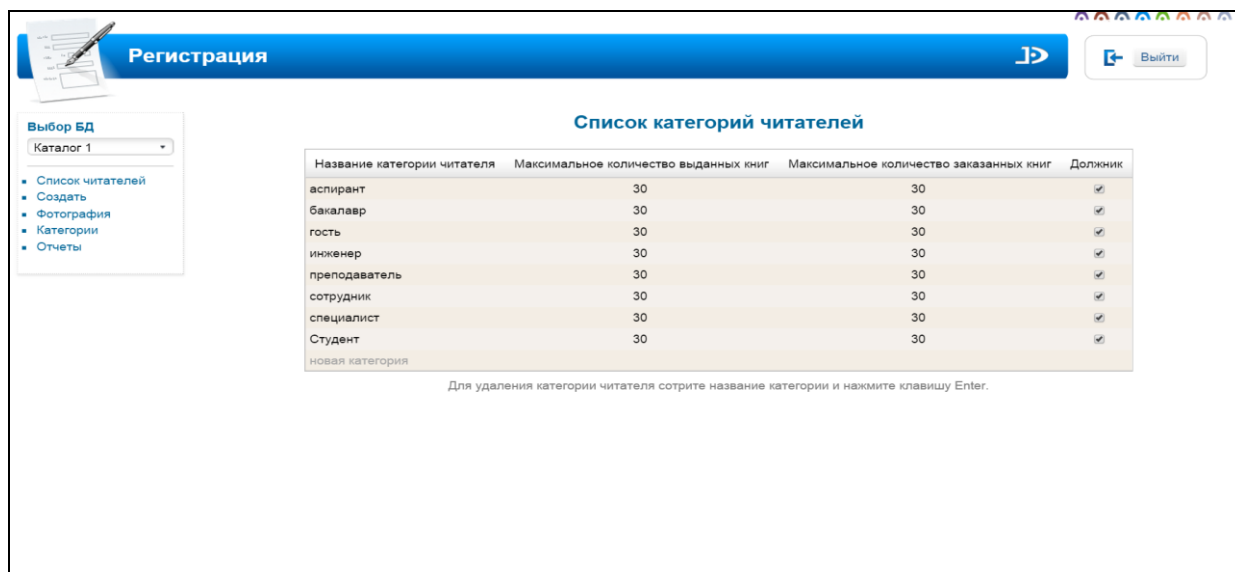 Регистрация
Выйти
Выбор БД
Каталог 1
Список читателей
Создать
Фотография
Категории
Отчеты
Список категорий читателей
Название категории читателя Максимальное количество выданных книг Максимальное количество заказанных книг Должник
аспирант 30 30
бакалавр 30 30
гость 30 30
инженер 30 30
преподаватель 30 30
сотрудник 30 30
специалист 30 30
Студент 30 30
новая категория
Для удаления категории читателя сотрите название категории и нажмите клавишу Enter.